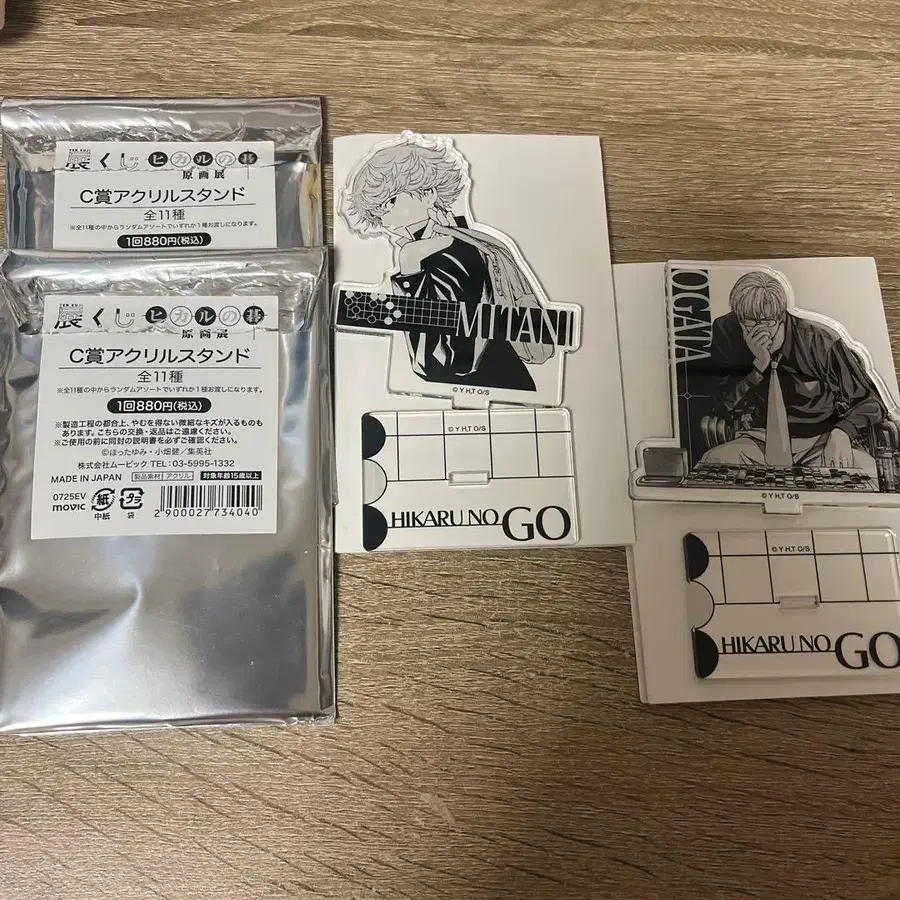 TEN KUJI
展くじ ヒカルの碁
原画展
C賞アクリルスタンド
全11種
※全11種の中からランダムアソートでいずれか1種お渡しになります。
1回880円(税込)
TEN KUJI
展くじ ヒカルの碁
原画展
C賞アクリルスタンド
全11種
※全11種の中からランダムアソートでいずれか1種お渡しになります。
1回880円(税込)
※製造工程の都合上、やむを得ない微細なキズが入るものも
あります。こちらの交換・返品はご遠慮ください。
※ご使用の前に同封の説明書を必ずご確認ください。
©ほったゆみ・小畑健/集英社
株式会社ムービック TEL:03-5995-1332
MADE IN JAPAN 製品素材 アクリル 対象年齢15歳以上
0725EV
movic
紙
中紙
プラ
袋
2900027734040
MITANI
© Y H,T O/S
© Y H,T O/S
HIKARU NO GO
OGATA
© Y H,T O/S
© Y H,T O/S
HIKARU NO GO